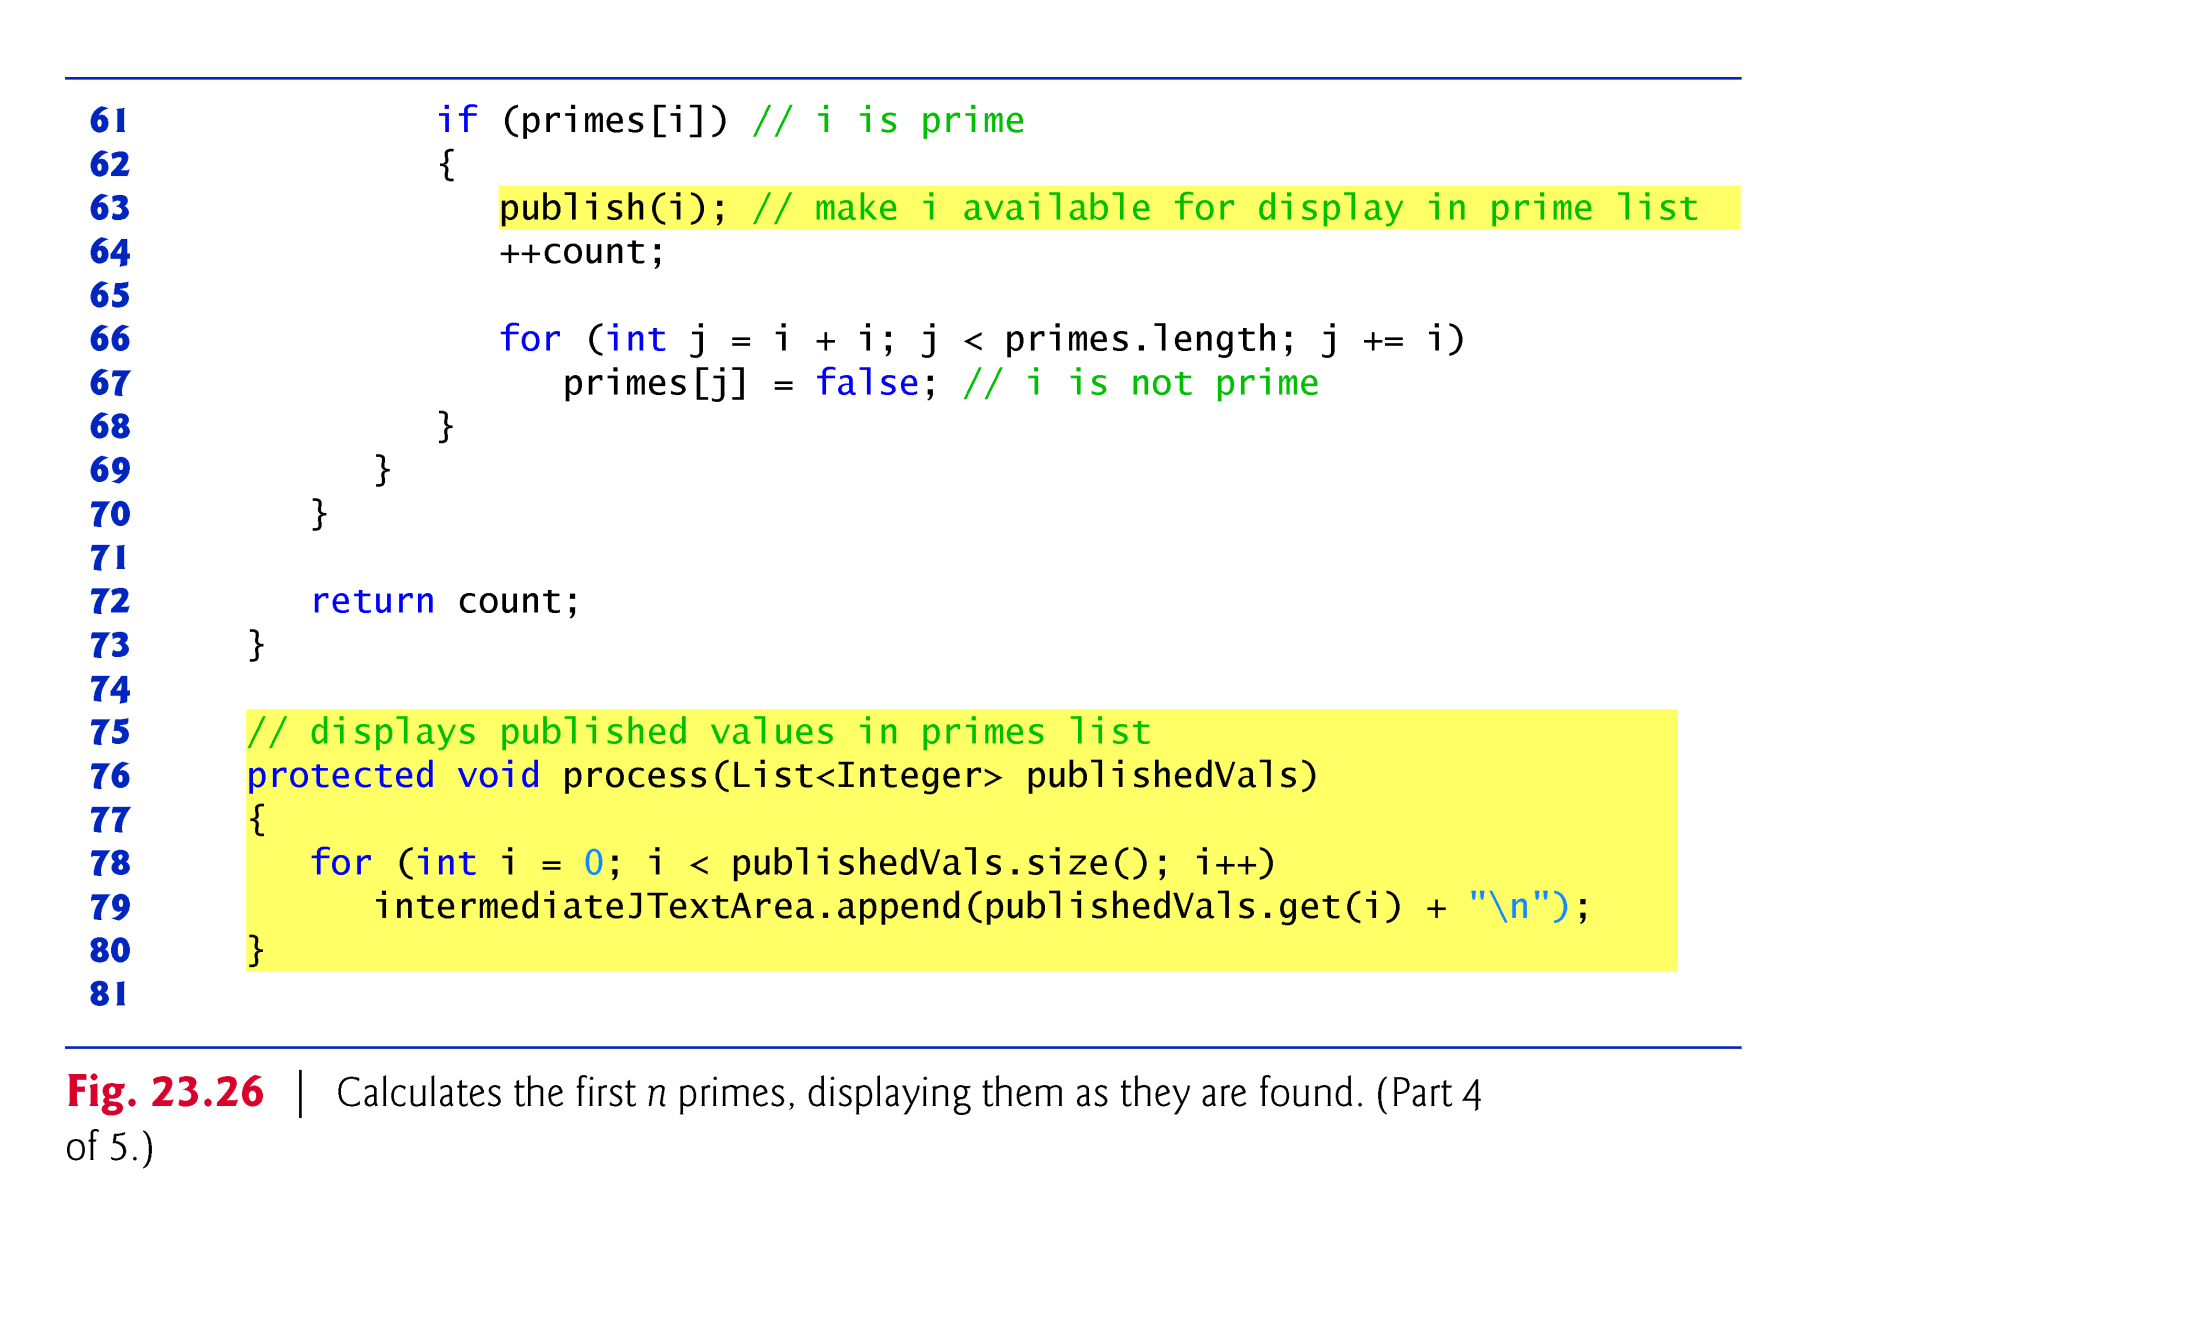 61 if (primes[i]) // i is prime
62 {
63 publish(i); // make i available for display in prime list
64 ++count;
65
66 for (int j = i + i; j < primes.length; j += i)
67 primes[j] = false; // i is not prime
68 }
69 }
70 }
71
72 return count;
73 }
74
75 // displays published values in primes list
76 protected void process(List<Integer> publishedVals)
77 {
78 for (int i = 0; i < publishedVals.size(); i++)
79 intermediateJTextArea.append(publishedVals.get(i) + "\n");
80 }
81
Fig. 23.26 | Calculates the first n primes, displaying them as they are found. (Part 4
of 5.)